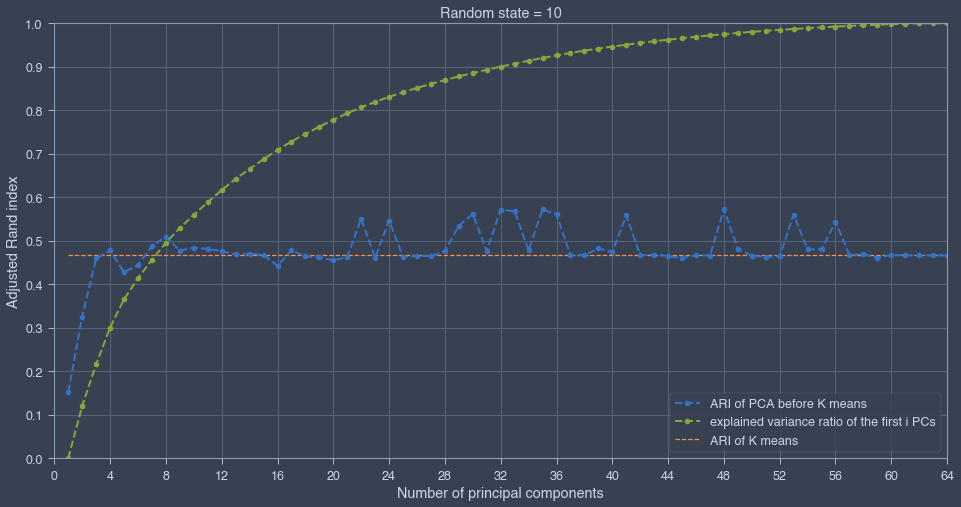 Random state = 10
1.0
0.9
0.8
0.7
0.6
0.5
0.4
0.3
0.2
0.1
0.0
Adjusted Rand index
ARI of PCA before K means
explained variance ratio of the first i PCs
ARI of K means
0 4 8 12 16 20 24 28 32 36 40 44 48 52 56 60 64
Number of principal components